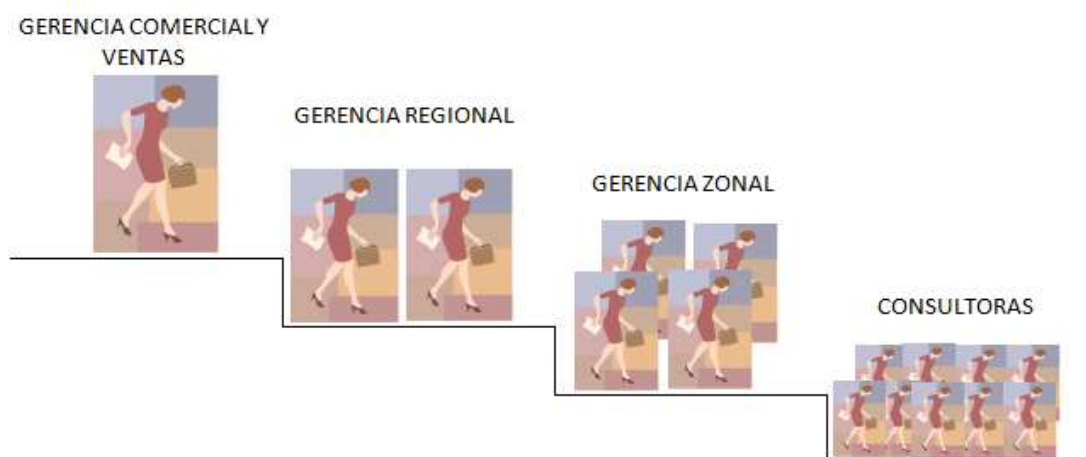 GERENCIA COMERCIAL Y
VENTAS
GERENCIA REGIONAL
GERENCIA ZONAL
CONSULTORAS